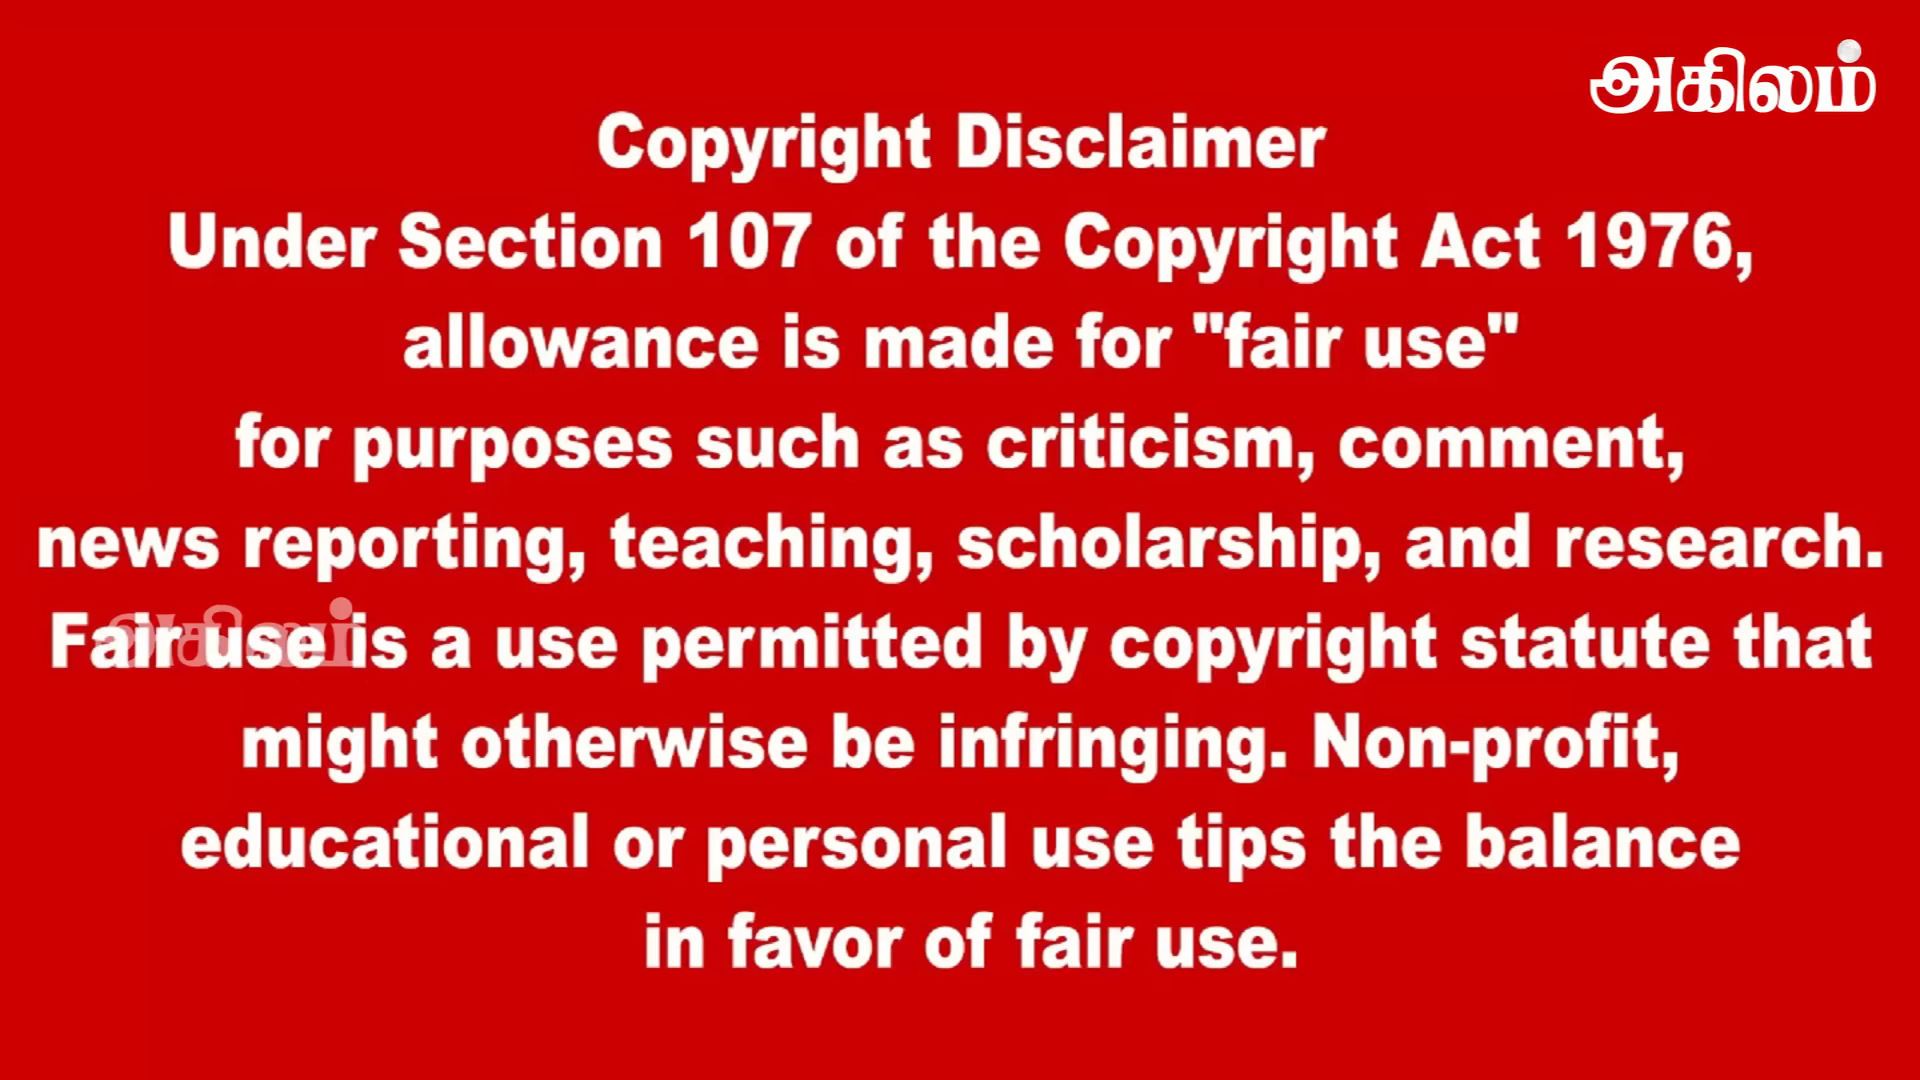 அகிலம்
Copyright Disclaimer
Under Section 107 of the Copyright Act 1976,
allowance is made for "fair use"
for purposes such as criticism, comment,
news reporting, teaching, scholarship, and research.
Fair use is a use permitted by copyright statute that
அகிலம்
might otherwise be infringing. Non-profit,
educational or personal use tips the balance
in favor of fair use.